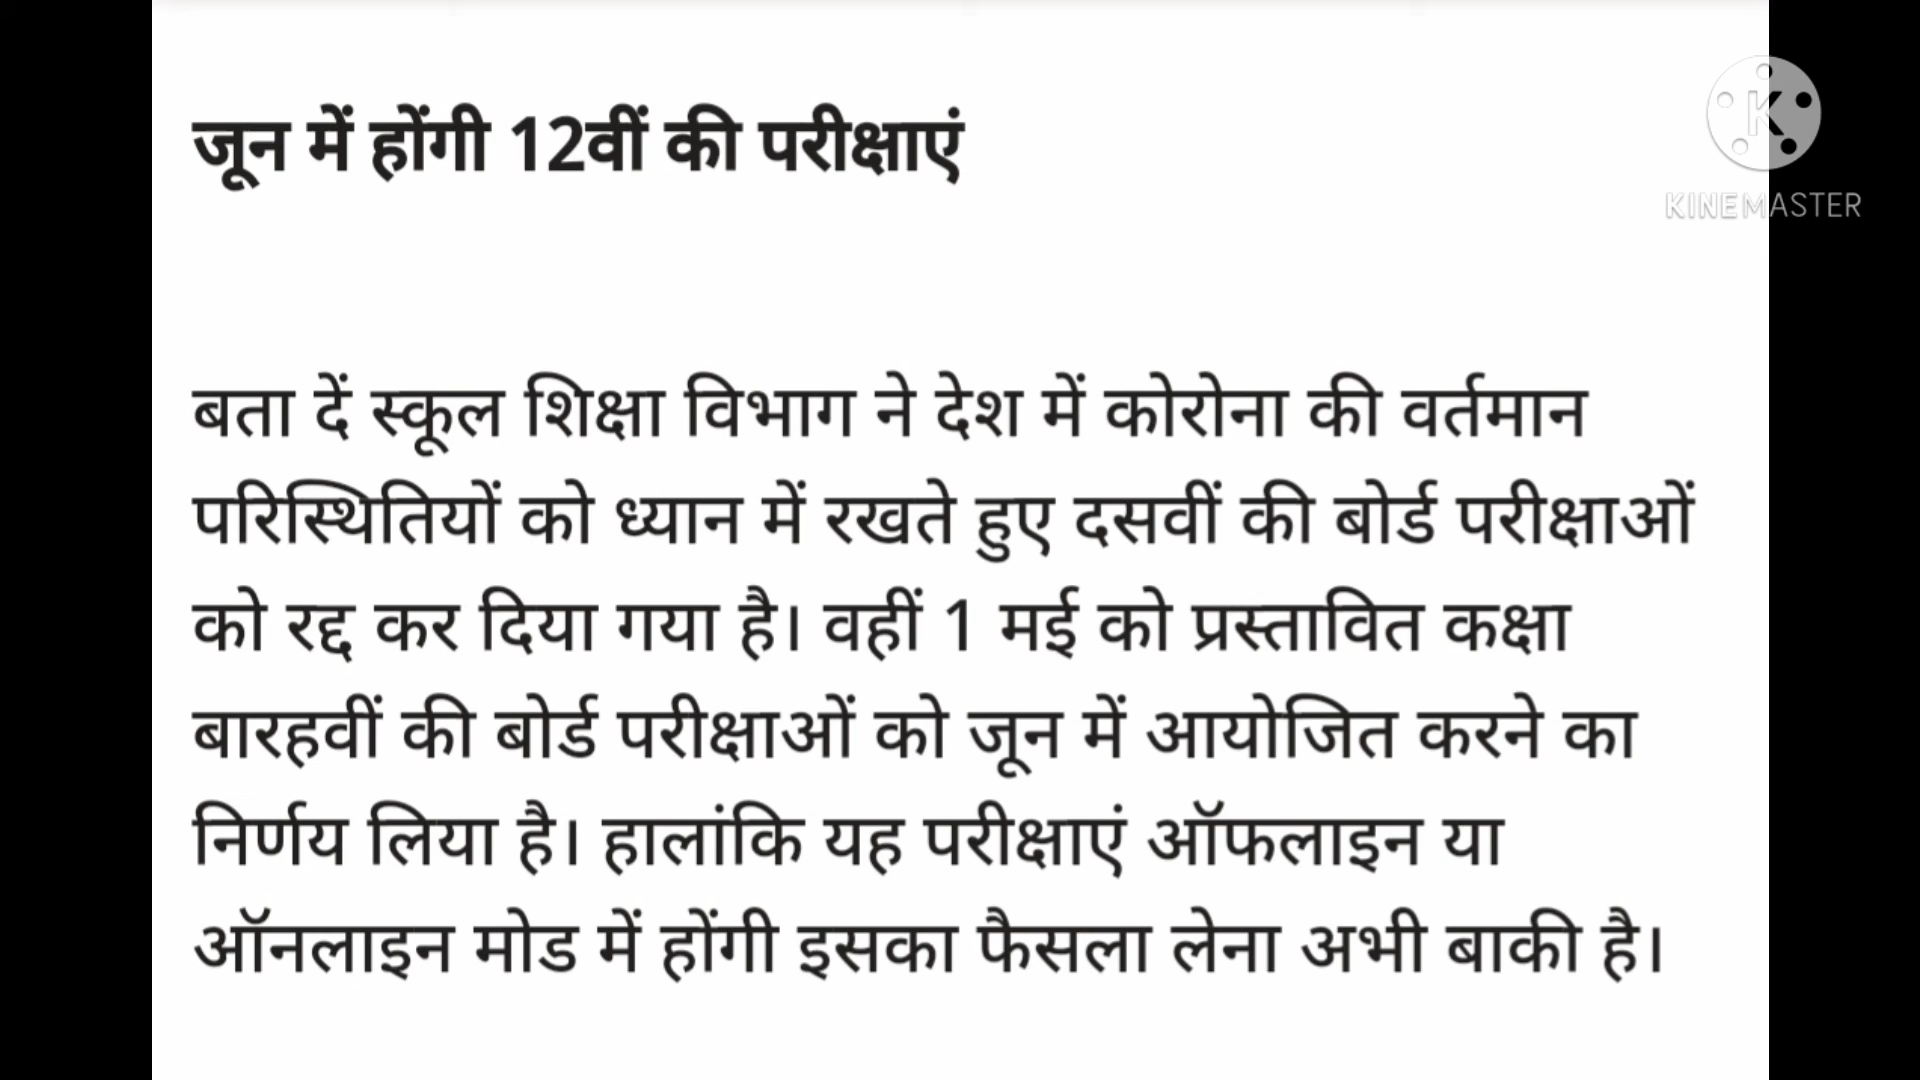 जून में होंगी 12वीं की परीक्षाएं
KINEMASTER
बता दें स्कूल शिक्षा विभाग ने देश में कोरोना की वर्तमान
परिस्थितियों को ध्यान में रखते हुए दसवीं की बोर्ड परीक्षाओं
को रद्द कर दिया गया है। वहीं 1 मई को प्रस्तावित कक्षा
बारहवीं की बोर्ड परीक्षाओं को जून में आयोजित करने का
निर्णय लिया है। हालांकि यह परीक्षाएं ऑफलाइन या
ऑनलाइन मोड में होंगी इसका फैसला लेना अभी बाकी है।